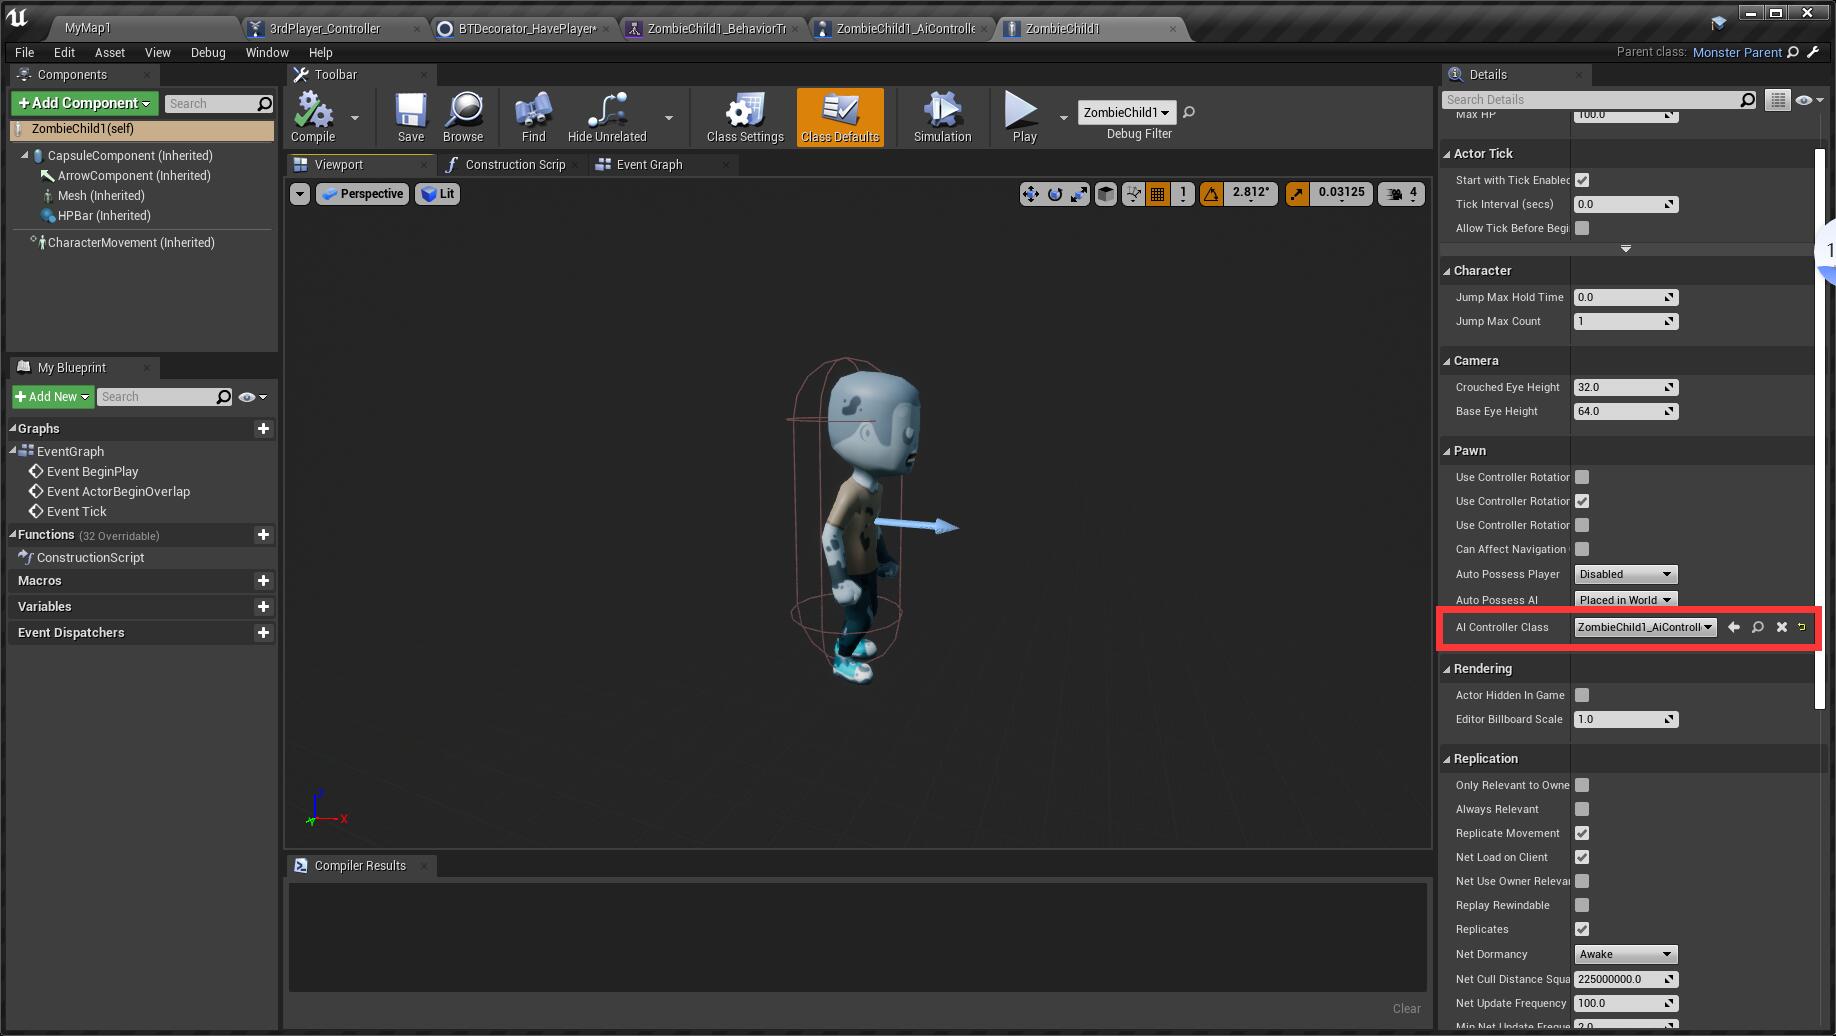 MyMap1
3rdPlayer_Controller
BTDecorator_HavePlayer*
ZombieChild1_BehaviorTr
ZombieChild1_AiControlle
ZombieChild1
File Edit Asset View Debug Window Help
Parent class: Monster Parent
Components
+Add Component
Search
ZombieChild1(self)
CapsuleComponent (Inherited)
ArrowComponent (Inherited)
Mesh (Inherited)
HPBar (Inherited)
CharacterMovement (Inherited)
My Blueprint
+Add New
Search
Graphs
EventGraph
Event BeginPlay
Event ActorBeginOverlap
Event Tick
Functions (32 Overridable)
ConstructionScript
Macros
Variables
Event Dispatchers
Toolbar
Compile
Save
Browse
Find
Hide Unrelated
Class Settings
Class Defaults
Simulation
Play
ZombieChild1
Debug Filter
Viewport
Construction Scrip
Event Graph
Perspective
Lit
1
2.812°
0.03125
4
Z
X
Y
Compiler Results
Clear
Details
Search Details
Max HP 100.0
Actor Tick
Start with Tick Enabled
Tick Interval (secs) 0.0
Allow Tick Before Begi
Character
Jump Max Hold Time 0.0
Jump Max Count 1
Camera
Crouched Eye Height 32.0
Base Eye Height 64.0
Pawn
Use Controller Rotation
Use Controller Rotation
Use Controller Rotation
Can Affect Navigation
Auto Possess Player Disabled
Auto Possess AI Placed in World
AI Controller Class ZombieChild1_AiControll
Rendering
Actor Hidden In Game
Editor Billboard Scale 1.0
Replication
Only Relevant to Owne
Always Relevant
Replicate Movement
Net Load on Client
Net Use Owner Releva
Replay Rewindable
Replicates
Net Dormancy Awake
Net Cull Distance Squa 225000000.0
Net Update Frequency 100.0
Min Net Update Freque 2.0
1